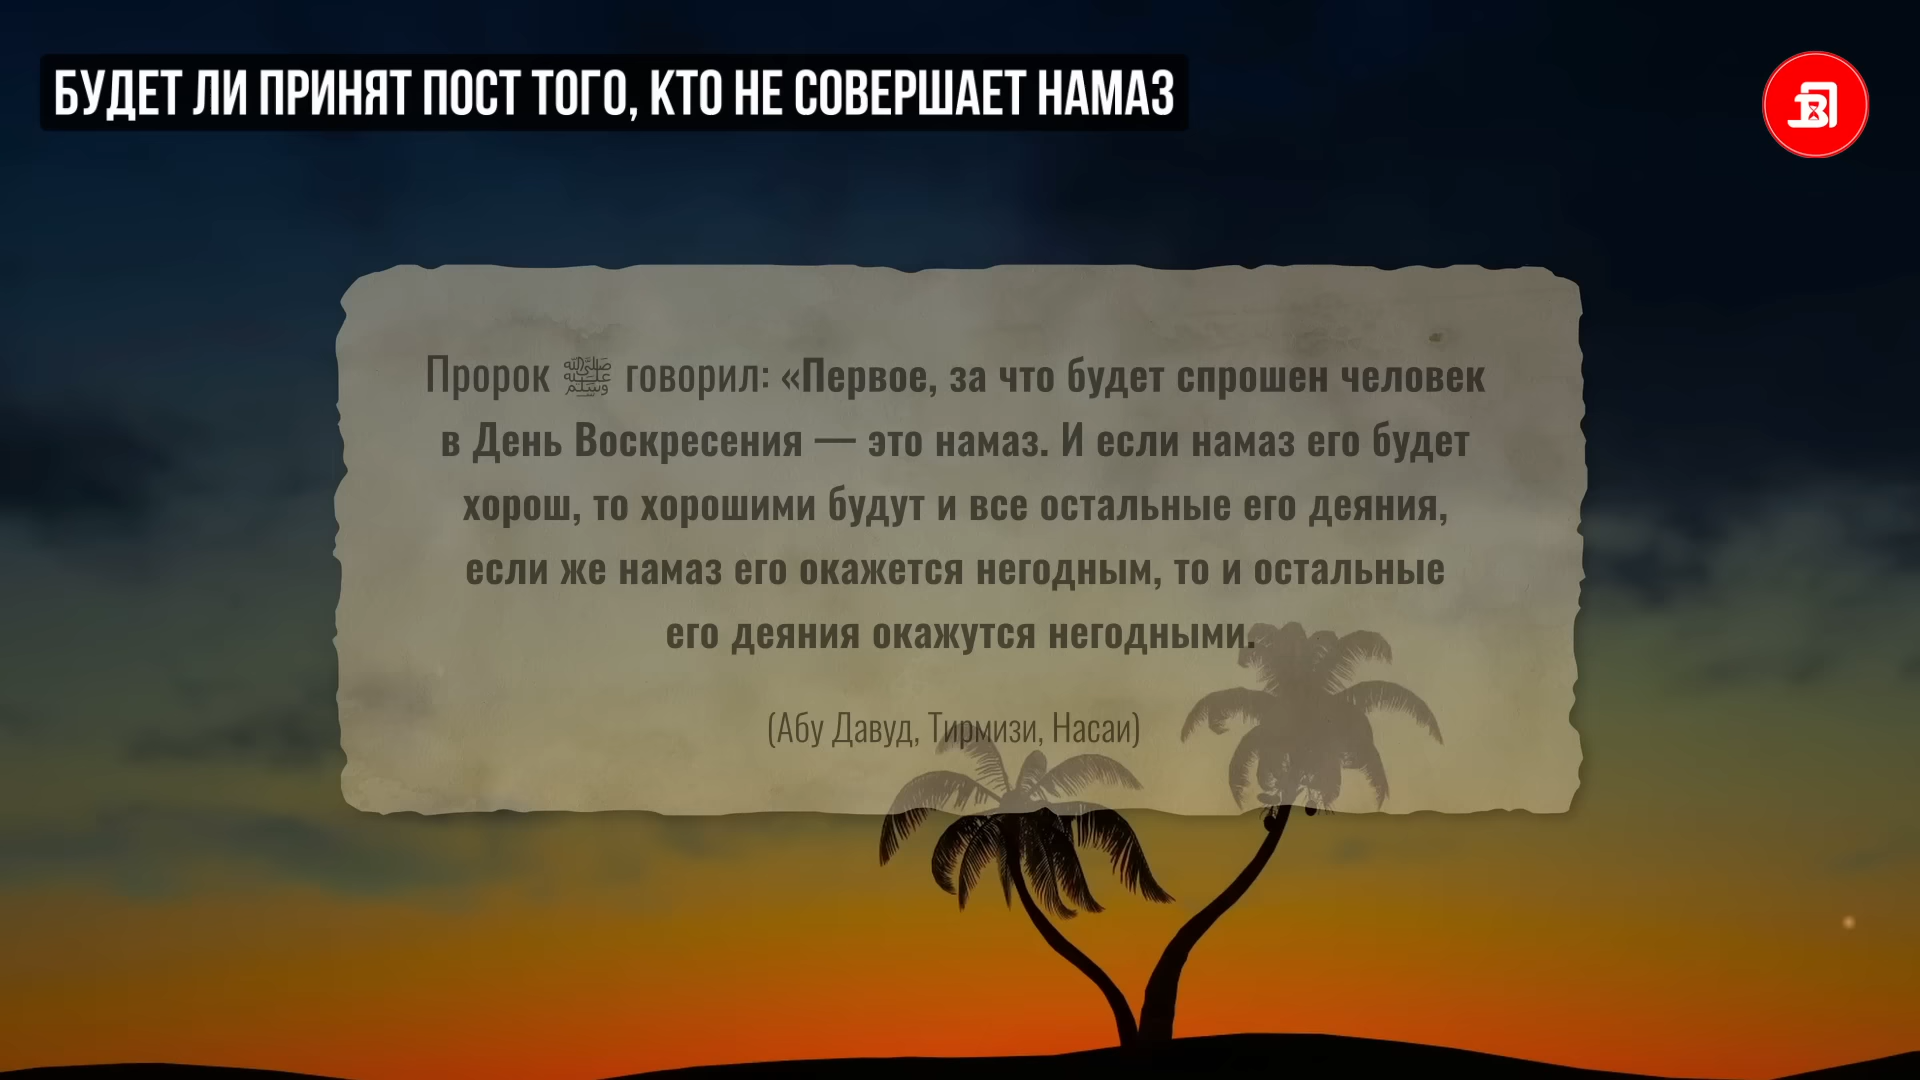 БУДЕТ ЛИ ПРИНЯТ ПОСТ ТОГО, КТО НЕ СОВЕРШАЕТ НАМАЗ
Пророк ﷺ говорил: «Первое, за что будет спрошен человек
в День Воскресения — это намаз. И если намаз его будет
хорош, то хорошими будут и все остальные его деяния,
если же намаз его окажется негодным, то и остальные
его деяния окажутся негодными.
(Абу Давуд, Тирмизи, Насаи)